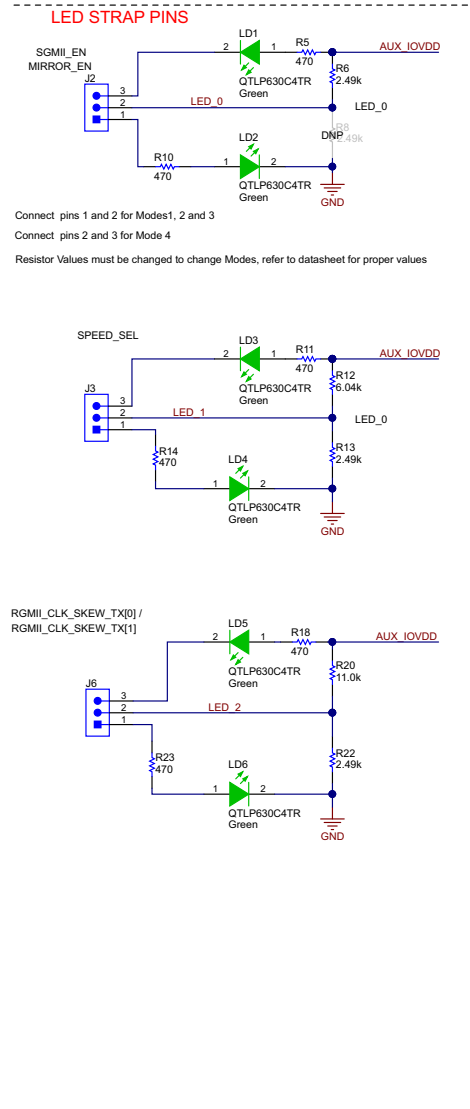 LED STRAP PINS
SGMII_EN
MIRROR_EN
J2
3
2
1
LED_0
2
LD1
1
QTLP630C4TR
Green
R5
470
AUX_IOVDD
R6
2.49k
LED_0
R8
2.49k
DNP
R10
470
1
LD2
2
QTLP630C4TR
Green
GND
Connect pins 1 and 2 for Modes1, 2 and 3
Connect pins 2 and 3 for Mode 4
Resistor Values must be changed to change Modes, refer to datasheet for proper values
SPEED_SEL
J3
3
2
1
LED_1
2
LD3
1
QTLP630C4TR
Green
R11
470
AUX_IOVDD
R12
6.04k
LED_0
R13
2.49k
R14
470
1
LD4
2
QTLP630C4TR
Green
GND
RGMII_CLK_SKEW_TX[0] /
RGMII_CLK_SKEW_TX[1]
J6
3
2
1
LED_2
2
LD5
1
QTLP630C4TR
Green
R18
470
AUX_IOVDD
R20
11.0k
R22
2.49k
R23
470
1
LD6
2
QTLP630C4TR
Green
GND